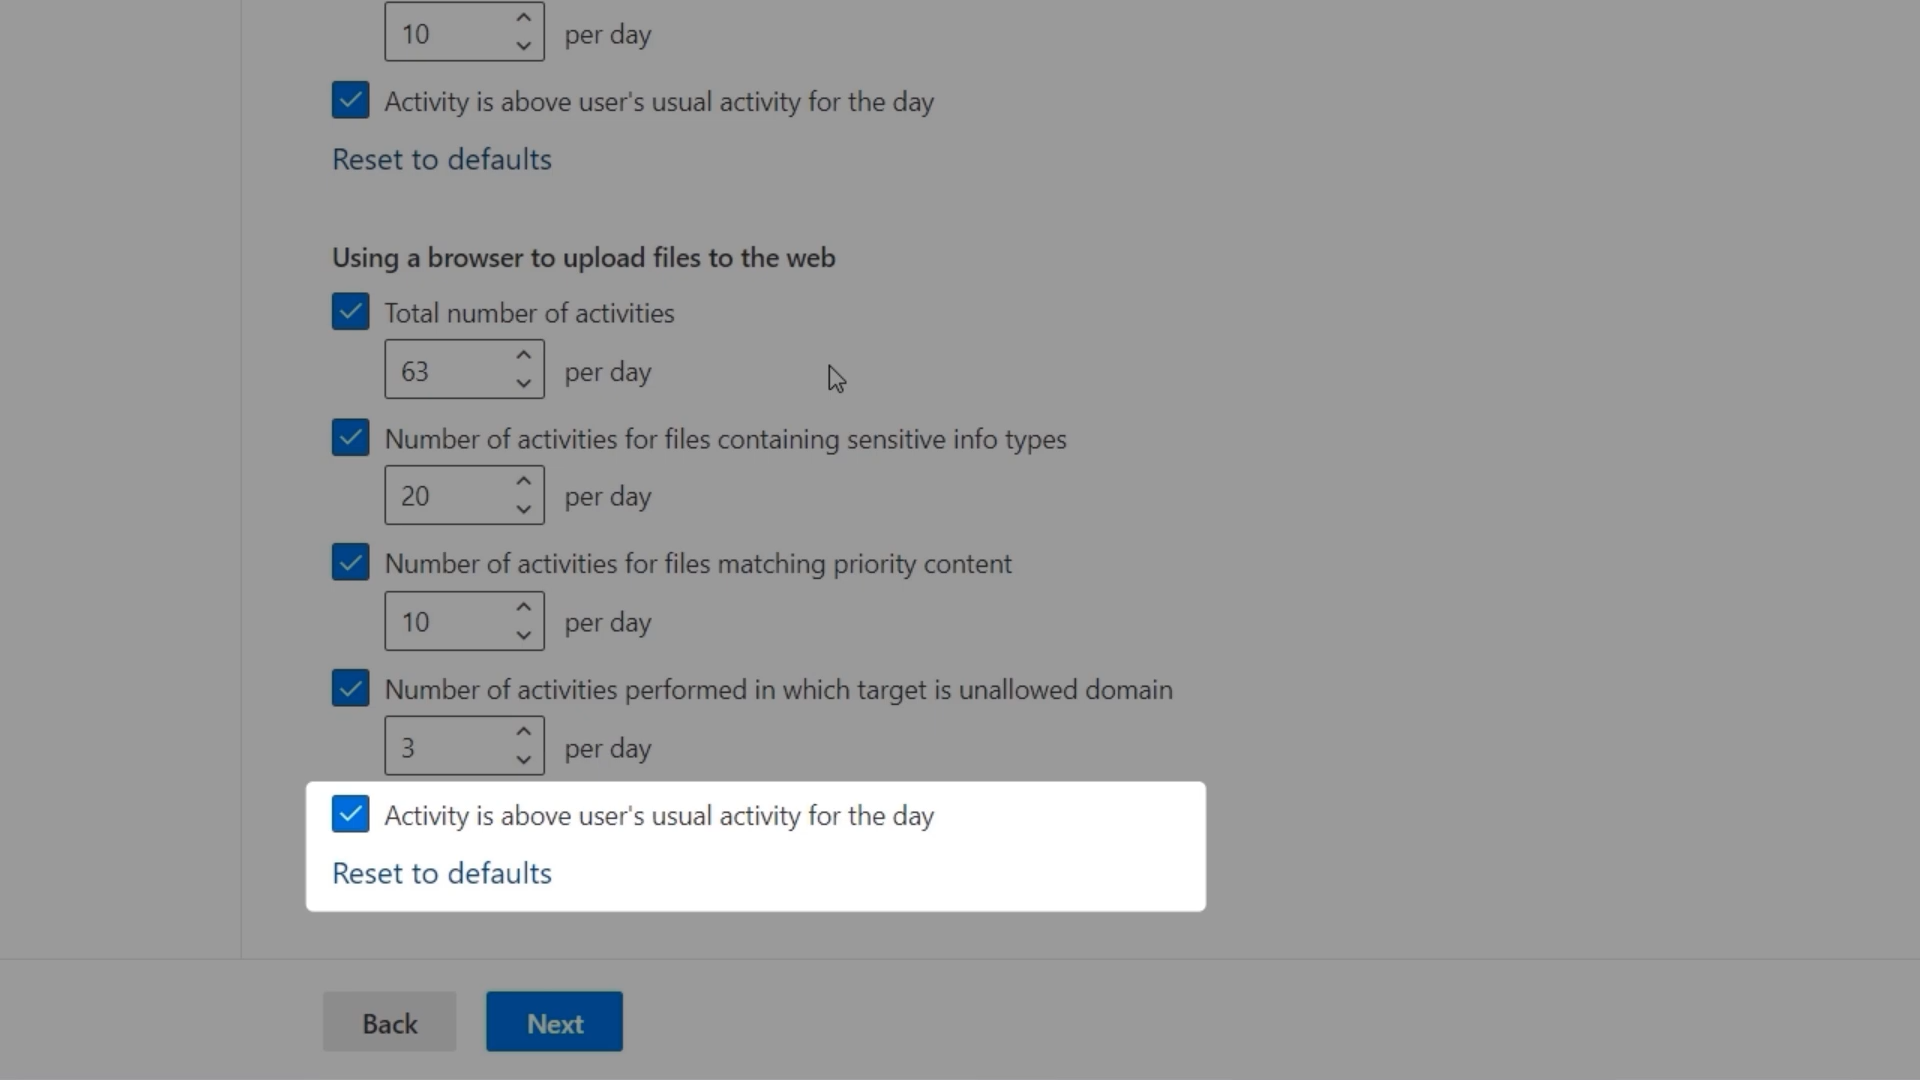 10 per day
Activity is above user's usual activity for the day
Reset to defaults
Using a browser to upload files to the web
Total number of activities
63 per day
Number of activities for files containing sensitive info types
20 per day
Number of activities for files matching priority content
10 per day
Number of activities performed in which target is unallowed domain
3 per day
Activity is above user's usual activity for the day
Reset to defaults
Back Next